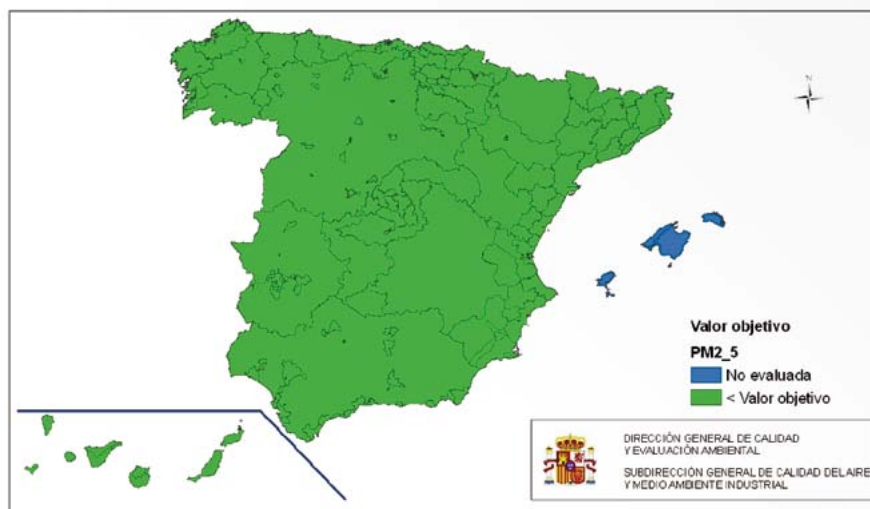 N
Valor objetivo
PM2_5
No evaluada
< Valor objetivo
DIRECCIÓN GENERAL DE CALIDAD
Y EVALUACIÓN AMBIENTAL
SUBDIRECCIÓN GENERAL DE CALIDAD DEL AIRE
Y MEDIO AMBIENTE INDUSTRIAL